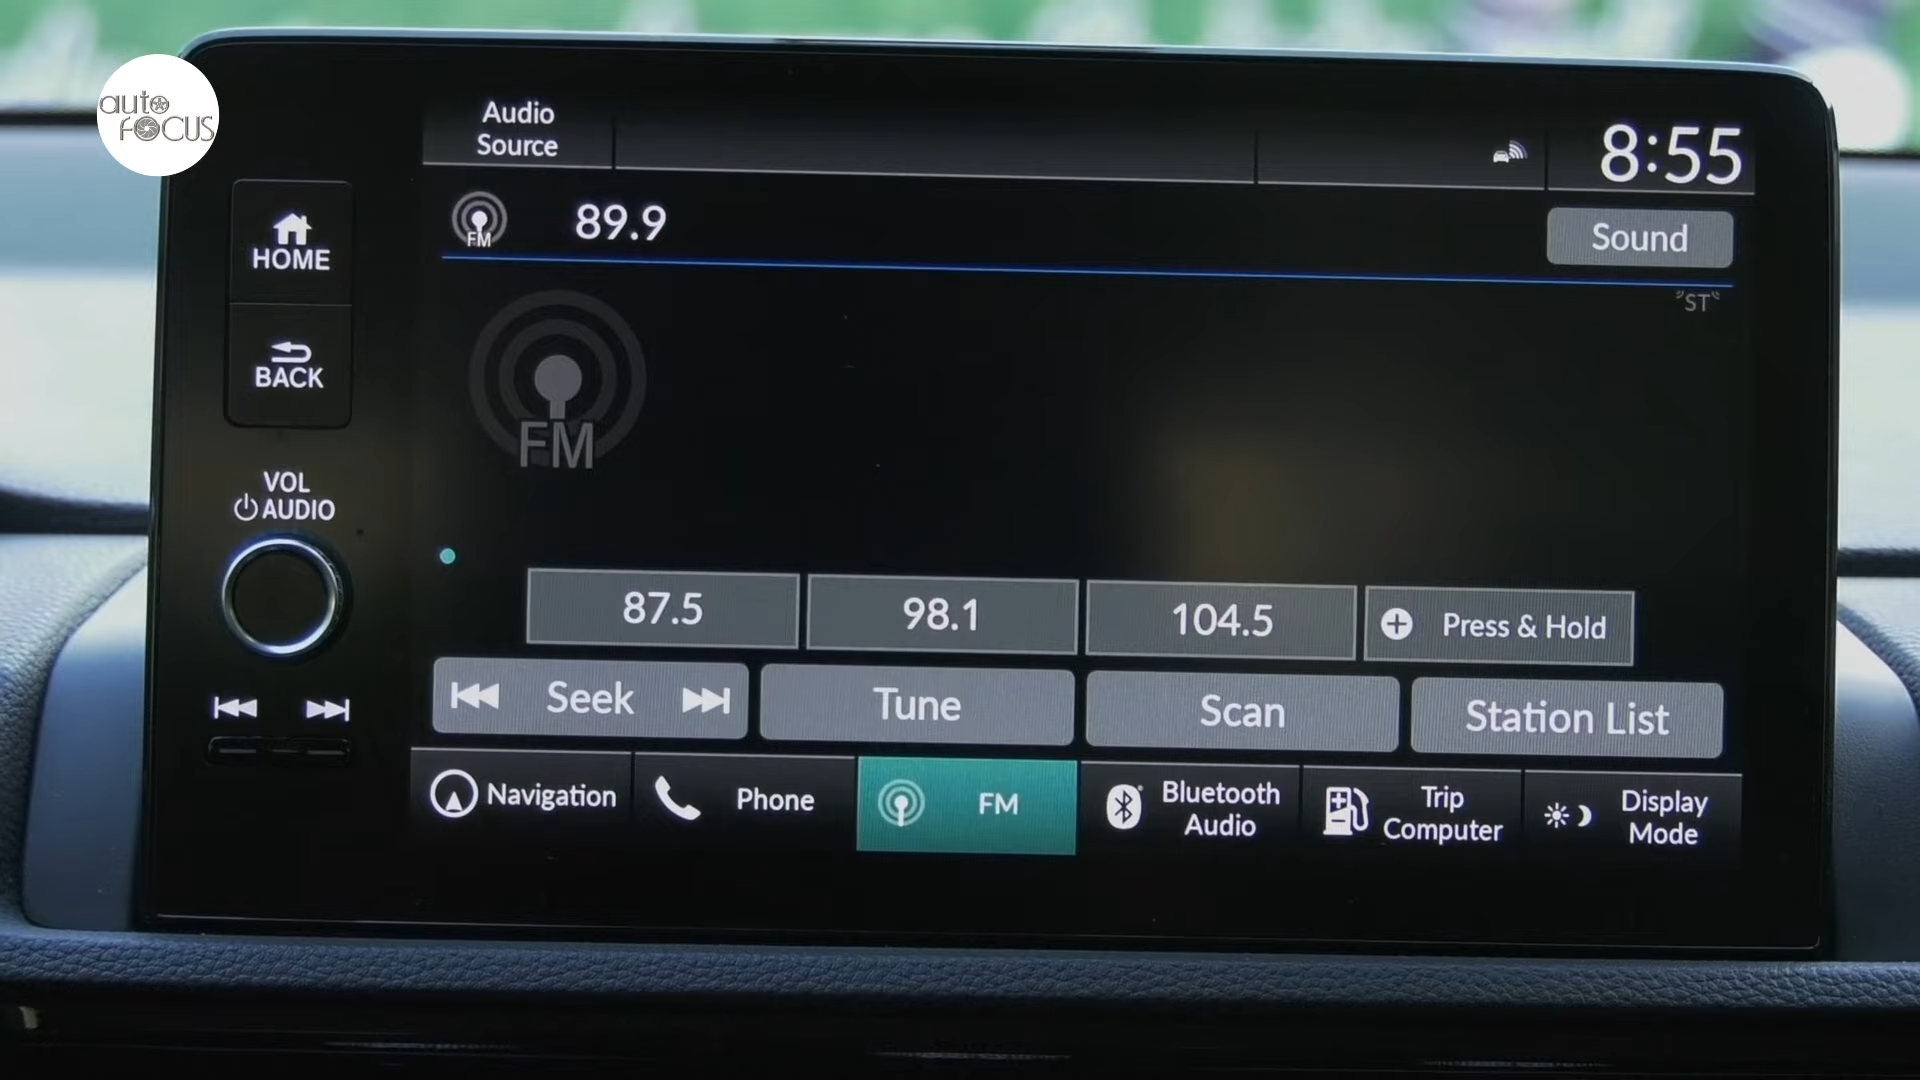 auto
FOCUS
Audio
Source
8:55
HOME
FM
89.9
Sound
"ST"
BACK
FM
VOL
AUDIO
87.5
98.1
104.5
Press & Hold
Seek
Tune
Scan
Station List
Navigation
Phone
FM
Bluetooth
Audio
Trip
Computer
Display
Mode